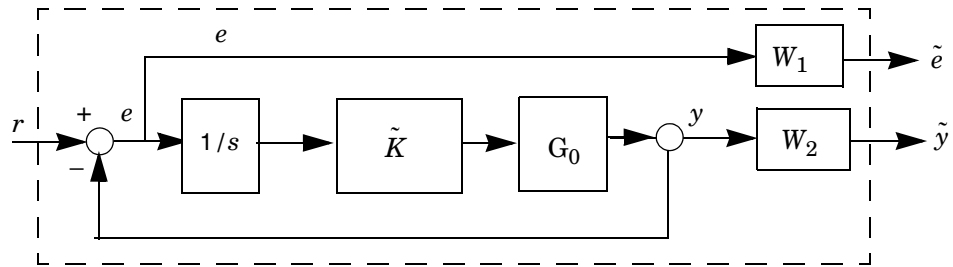 e
W₁
ẽ
r
+
e
1/s
K̃
G₀
y
W₂
ỹ
−